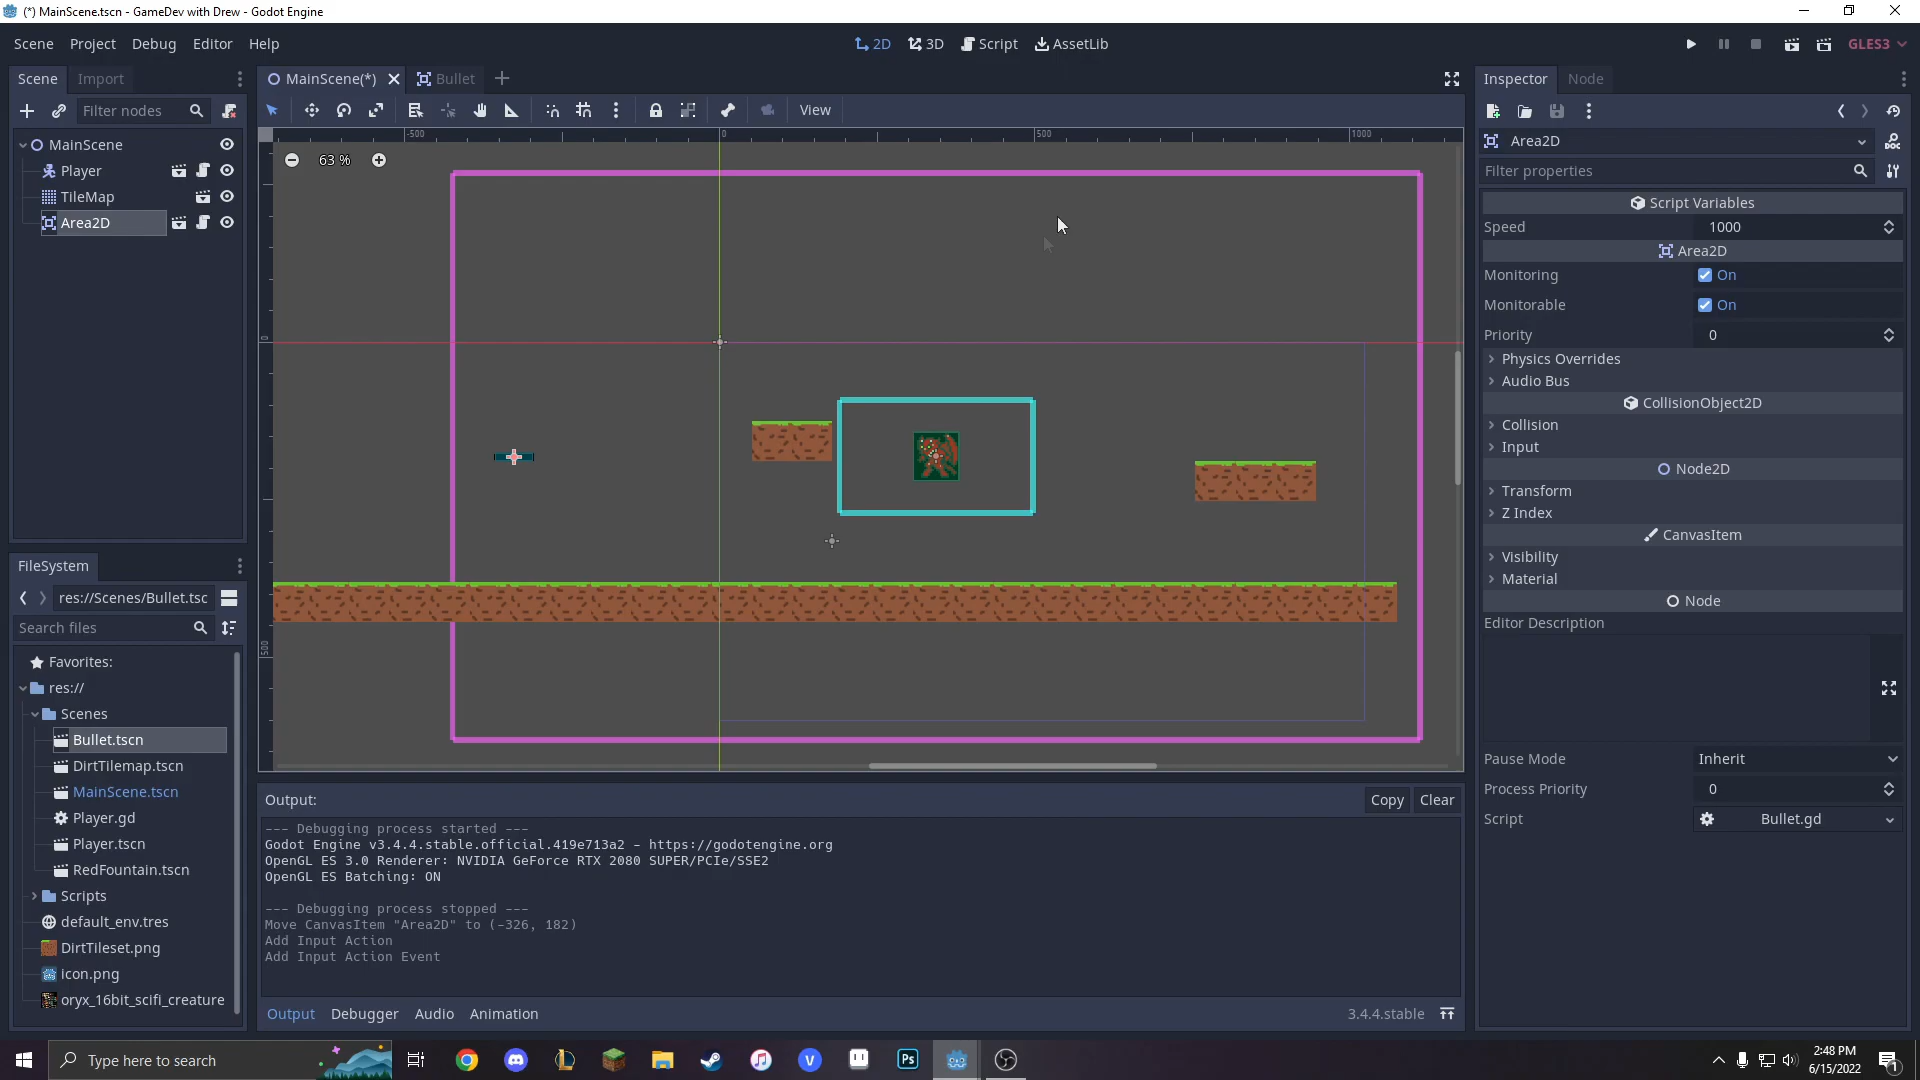 (*) MainScene.tscn - GameDev with Drew - Godot Engine
Scene Project Debug Editor Help
2D 3D Script AssetLib
GLES3
Scene Import
Filter nodes
MainScene
Player
TileMap
Area2D
MainScene(*) Bullet
View
-500 0 500 1000
63 %
0
500
FileSystem
res://Scenes/Bullet.tsc
Search files
Favorites:
res://
Scenes
Bullet.tscn
DirtTilemap.tscn
MainScene.tscn
Player.gd
Player.tscn
RedFountain.tscn
Scripts
default_env.tres
DirtTileset.png
icon.png
oryx_16bit_scifi_creature
Output:
Copy Clear
--- Debugging process started ---
Godot Engine v3.4.4.stable.official.419e713a2 - https://godotengine.org
OpenGL ES 3.0 Renderer: NVIDIA GeForce RTX 2080 SUPER/PCIe/SSE2
OpenGL ES Batching: ON
--- Debugging process stopped ---
Move CanvasItem "Area2D" to (-326, 182)
Add Input Action
Add Input Action Event
Output Debugger Audio Animation
3.4.4.stable
Inspector Node
Area2D
Filter properties
Script Variables
Speed 1000
Area2D
Monitoring On
Monitorable On
Priority 0
Physics Overrides
Audio Bus
CollisionObject2D
Collision
Input
Node2D
Transform
Z Index
CanvasItem
Visibility
Material
Node
Editor Description
Pause Mode Inherit
Process Priority 0
Script Bullet.gd
Type here to search
Ps
2:48 PM
6/15/2022
1